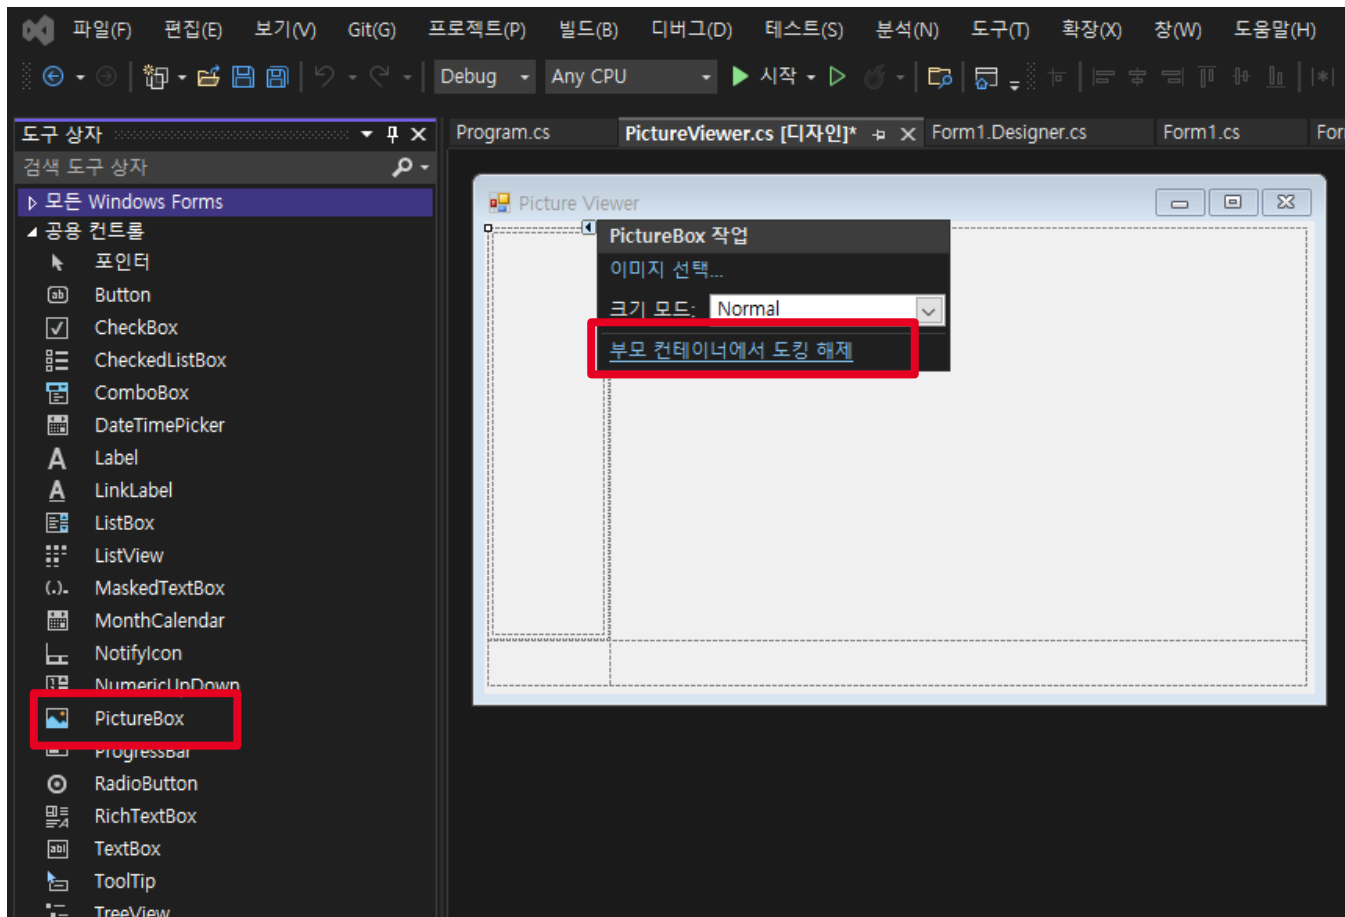 파일(F) 편집(E) 보기(V) Git(G) 프로젝트(P) 빌드(B) 디버그(D) 테스트(S) 분석(N) 도구(T) 확장(X) 창(W) 도움말(H)
Debug Any CPU 시작
도구 상자
Program.cs PictureViewer.cs [디자인]* Form1.Designer.cs Form1.cs For
검색 도구 상자
모든 Windows Forms
공용 컨트롤
포인터
Button
CheckBox
CheckedListBox
ComboBox
DateTimePicker
Label
LinkLabel
ListBox
ListView
MaskedTextBox
MonthCalendar
NotifyIcon
NumericUpDown
PictureBox
ProgressBar
RadioButton
RichTextBox
TextBox
ToolTip
TreeView
Picture Viewer
PictureBox 작업
이미지 선택...
크기 모드: Normal
부모 컨테이너에서 도킹 해제